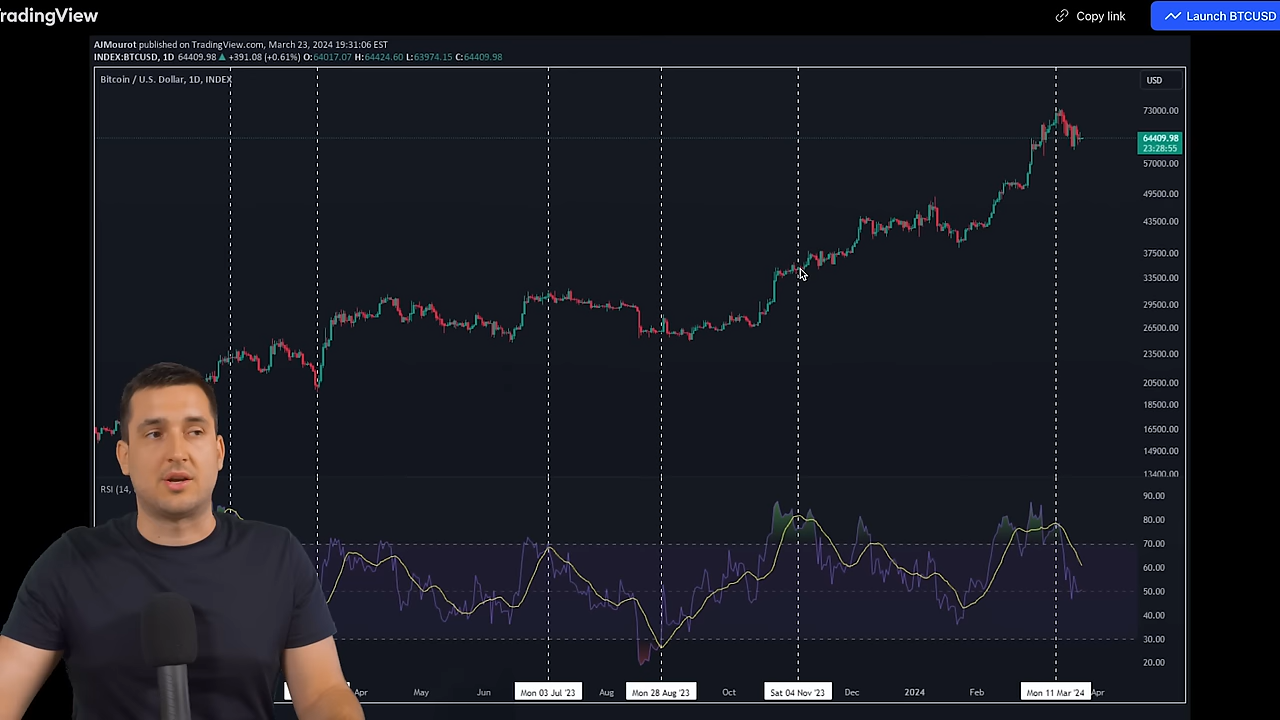 TradingView
Copy link
Launch BTCUSD
AJMourot published on TradingView.com, March 23, 2024 19:31:06 EST
INDEX:BTCUSD, 1D 64409.98 ▲ +391.08 (+0.61%) O:64017.07 H:64424.60 L:63974.15 C:64409.98
Bitcoin / U.S. Dollar, 1D, INDEX
USD
73000.00
64409.98
23:28:55
57000.00
49500.00
43500.00
37500.00
33500.00
29500.00
26500.00
23500.00
20500.00
18500.00
16500.00
14900.00
13400.00
RSI (14,
90.00
80.00
70.00
60.00
50.00
40.00
30.00
20.00
Apr
May
Jun
Mon 03 Jul '23
Aug
Mon 28 Aug '23
Oct
Sat 04 Nov '23
Dec
2024
Feb
Mon 11 Mar '24
Apr